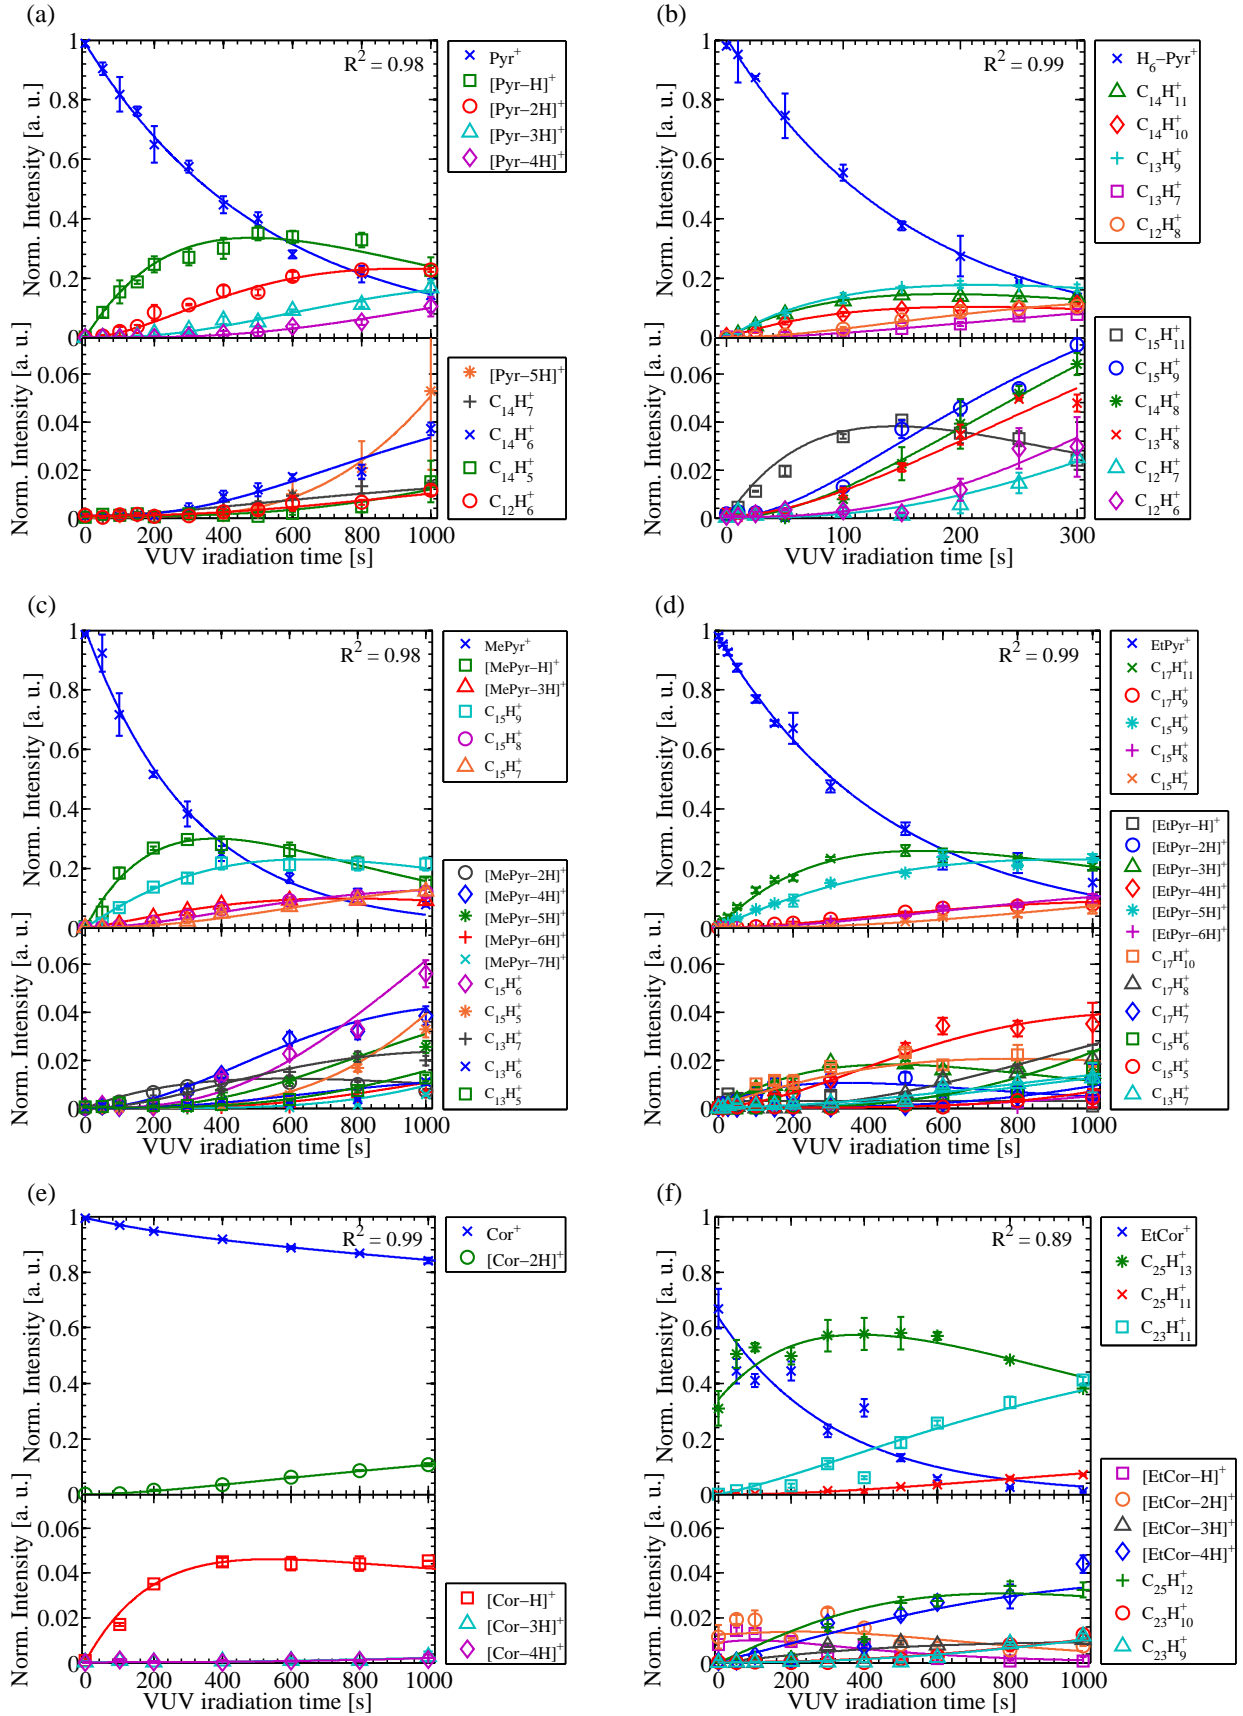 (a)
Norm. Intensity [a. u.]
1
0.8
0.6
0.4
0.2
0
R² = 0.98
Pyr⁺
[Pyr−H]⁺
[Pyr−2H]⁺
[Pyr−3H]⁺
[Pyr−4H]⁺
Norm. Intensity [a. u.]
0.06
0.04
0.02
0
0 200 400 600 800 1000
VUV irradiation time [s]
[Pyr−5H]⁺
C₁₄H₇⁺
C₁₄H₆⁺
C₁₄H₅⁺
C₁₂H₆⁺
(b)
Norm. Intensity [a. u.]
1
0.8
0.6
0.4
0.2
0
R² = 0.99
H₆−Pyr⁺
C₁₄H₁₁⁺
C₁₄H₁₀⁺
C₁₃H₉⁺
C₁₃H₇⁺
C₁₂H₈⁺
Norm. Intensity [a. u.]
0.06
0.04
0.02
0
0 100 200 300
VUV irradiation time [s]
C₁₅H₁₁⁺
C₁₅H₉⁺
C₁₄H₈⁺
C₁₃H₈⁺
C₁₂H₇⁺
C₁₂H₆⁺
(c)
Norm. Intensity [a. u.]
1
0.8
0.6
0.4
0.2
0
R² = 0.98
MePyr⁺
[MePyr−H]⁺
[MePyr−3H]⁺
C₁₅H₉⁺
C₁₅H₈⁺
C₁₅H₇⁺
Norm. Intensity [a. u.]
0.06
0.04
0.02
0
0 200 400 600 800 1000
VUV irradiation time [s]
[MePyr−2H]⁺
[MePyr−4H]⁺
[MePyr−5H]⁺
[MePyr−6H]⁺
[MePyr−7H]⁺
C₁₅H₆⁺
C₁₅H₅⁺
C₁₃H₇⁺
C₁₃H₆⁺
C₁₃H₅⁺
(d)
Norm. Intensity [a. u.]
1
0.8
0.6
0.4
0.2
0
R² = 0.99
EtPyr⁺
C₁₇H₁₁⁺
C₁₇H₉⁺
C₁₅H₉⁺
C₁₅H₈⁺
C₁₅H₇⁺
Norm. Intensity [a. u.]
0.06
0.04
0.02
0
0 200 400 600 800 1000
VUV irradiation time [s]
[EtPyr−H]⁺
[EtPyr−2H]⁺
[EtPyr−3H]⁺
[EtPyr−4H]⁺
[EtPyr−5H]⁺
[EtPyr−6H]⁺
C₁₇H₁₀⁺
C₁₇H₈⁺
C₁₇H₇⁺
C₁₅H₆⁺
C₁₅H₅⁺
C₁₃H₇⁺
(e)
Norm. Intensity [a. u.]
1
0.8
0.6
0.4
0.2
0
R² = 0.99
Cor⁺
[Cor−2H]⁺
Norm. Intensity [a. u.]
0.06
0.04
0.02
0
0 200 400 600 800 1000
VUV irradiation time [s]
[Cor−H]⁺
[Cor−3H]⁺
[Cor−4H]⁺
(f)
Norm. Intensity [a. u.]
1
0.8
0.6
0.4
0.2
0
R² = 0.89
EtCor⁺
C₂₅H₁₃⁺
C₂₅H₁₁⁺
C₂₃H₁₁⁺
Norm. Intensity [a. u.]
0.06
0.04
0.02
0
0 200 400 600 800 1000
VUV irradiation time [s]
[EtCor−H]⁺
[EtCor−2H]⁺
[EtCor−3H]⁺
[EtCor−4H]⁺
C₂₅H₁₂⁺
C₂₃H₁₀⁺
C₂₃H₉⁺